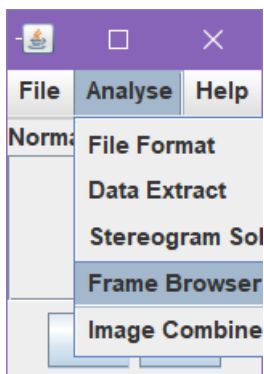 File Analyse Help
Norma
File Format
Data Extract
Stereogram Sol
Frame Browser
Image Combine